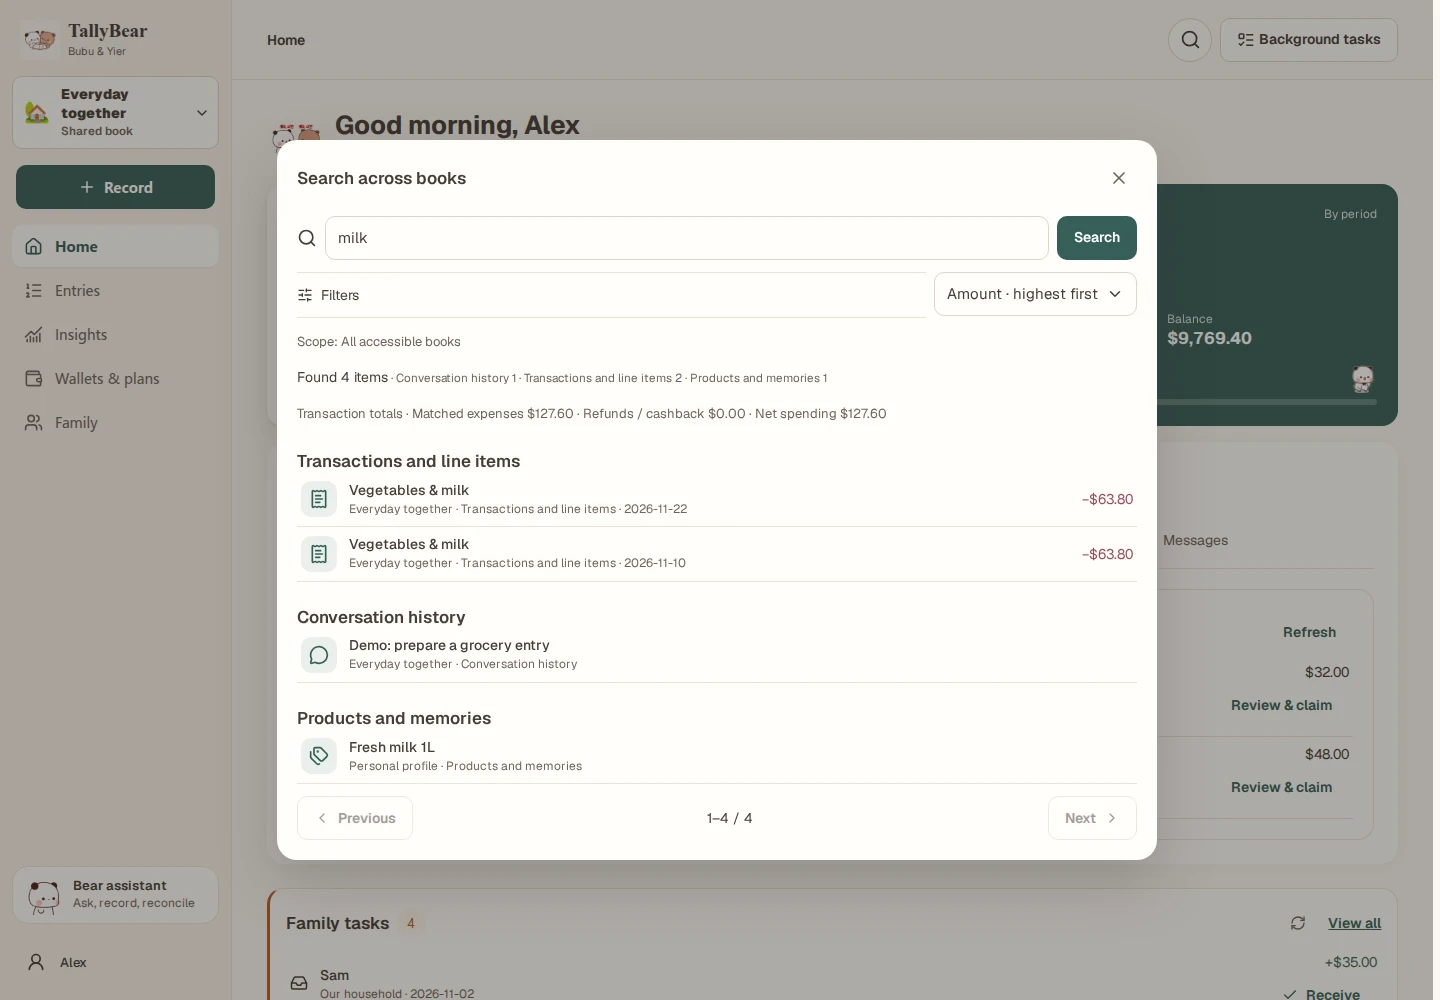 TallyBear
Bubu & Yier
Everyday
together
Shared book
Record
Home
Entries
Insights
Wallets & plans
Family
Bear assistant
Ask, record, reconcile
Alex
Home
Background tasks
Good morning, Alex
By period
Balance
$9,769.40
Messages
Refresh
$32.00
Review & claim
$48.00
Review & claim
Search across books
milk
Search
Filters
Amount · highest first
Scope: All accessible books
Found 4 items · Conversation history 1 · Transactions and line items 2 · Products and memories 1
Transaction totals · Matched expenses $127.60 · Refunds / cashback $0.00 · Net spending $127.60
Transactions and line items
Vegetables & milk
Everyday together · Transactions and line items · 2026-11-22
−$63.80
Vegetables & milk
Everyday together · Transactions and line items · 2026-11-10
−$63.80
Conversation history
Demo: prepare a grocery entry
Everyday together · Conversation history
Products and memories
Fresh milk 1L
Personal profile · Products and memories
Previous
1–4 / 4
Next
Family tasks 4
View all
Sam
Our household · 2026-11-02
+$35.00
Receive